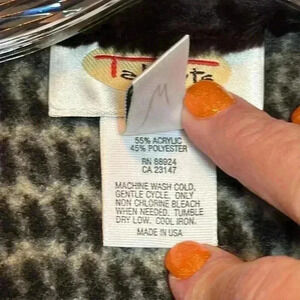 M
55% ACRYLIC
45% POLYESTER
RN 88924
CA 23147
MACHINE WASH COLD,
GENTLE CYCLE. ONLY
NON CHLORINE BLEACH
WHEN NEEDED. TUMBLE
DRY LOW. COOL IRON.
MADE IN USA